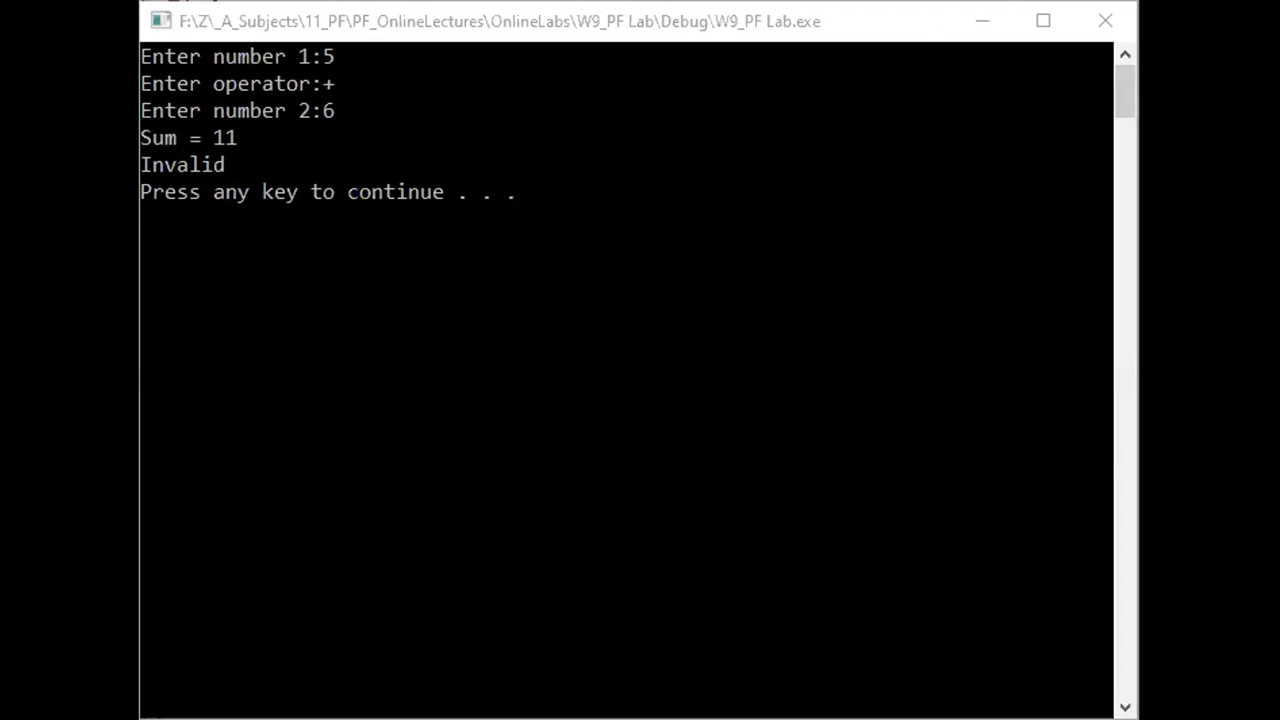 F:\Z\_A_Subjects\11_PF\PF_OnlineLectures\OnlineLabs\W9_PF Lab\Debug\W9_PF Lab.exe
Enter number 1:5
Enter operator:+
Enter number 2:6
Sum = 11
Invalid
Press any key to continue . . .